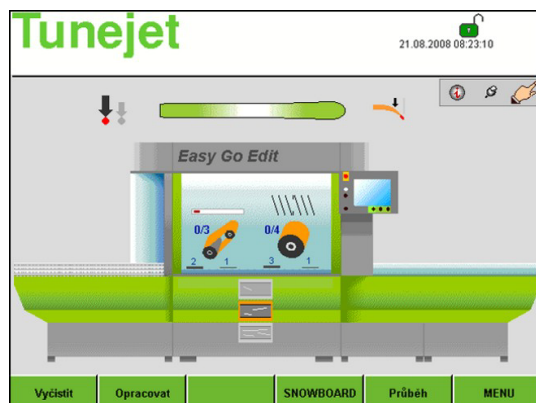 Tunejet
21.08.2008 08:23:10
Easy Go Edit
0/3
0/4
2 1
3 1
Vyčistit
Opracovat
SNOWBOARD
Průběh
MENU